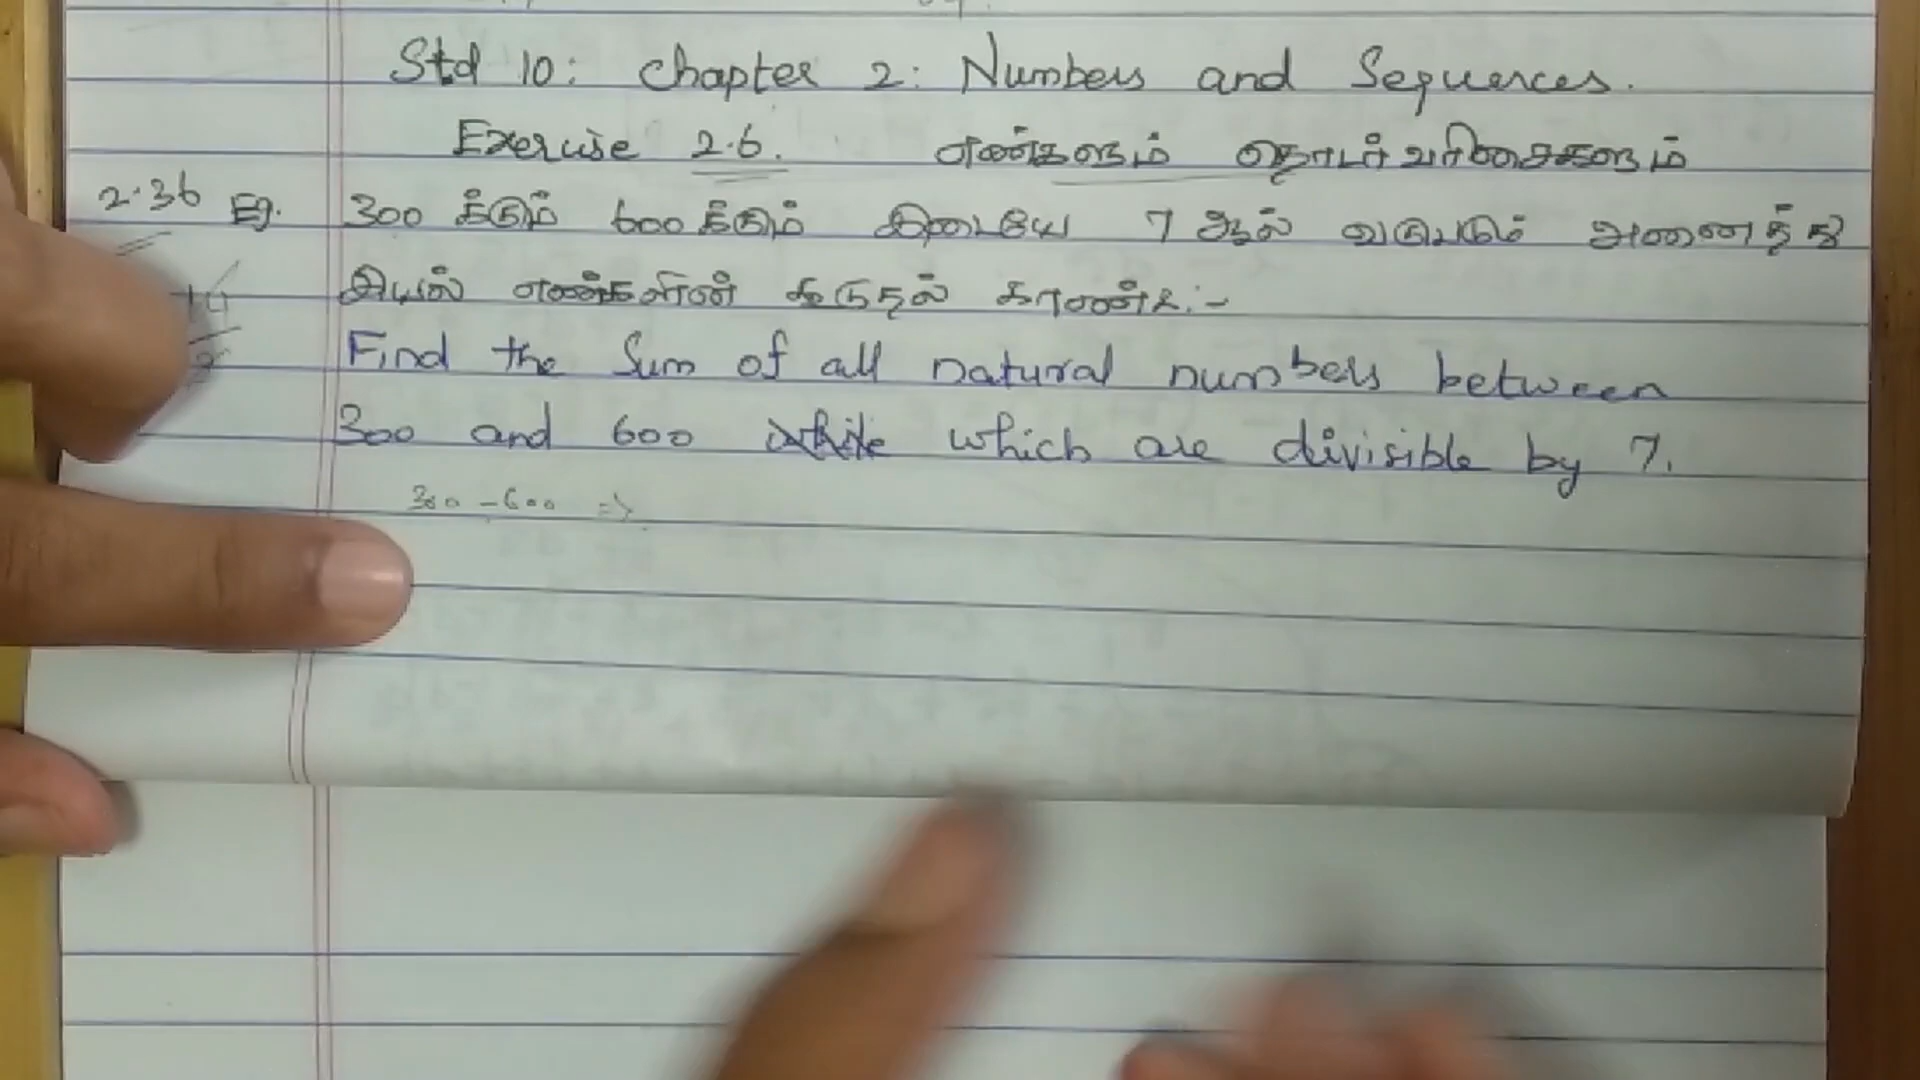 Std 10: Chapter 2: Numbers and Sequences.
Exercise 2.6. எண்களும் தொடர்வரிசைகளும்
2.36 Eg. 300 க்கும் 600க்கும் இடையே 7 ஆல் வகுபடும் அனைத்து
இயல் எண்களின் கூடுதல் காண்க:-
Find the Sum of all natural numbers between
300 and 600 which are divisible by 7.
300 - 600 =>